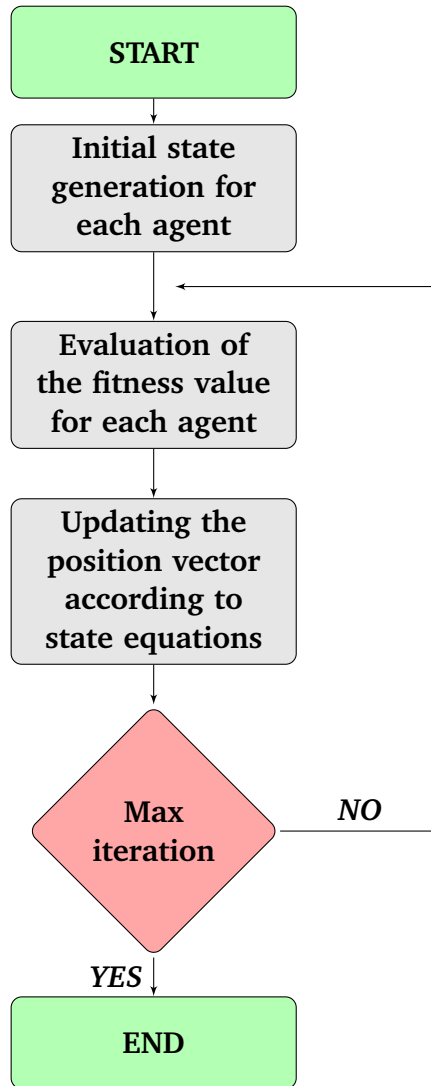 START
Initial state
generation for
each agent
Evaluation of
the fitness value
for each agent
Updating the
position vector
according to
state equations
Max
iteration
NO
YES
END